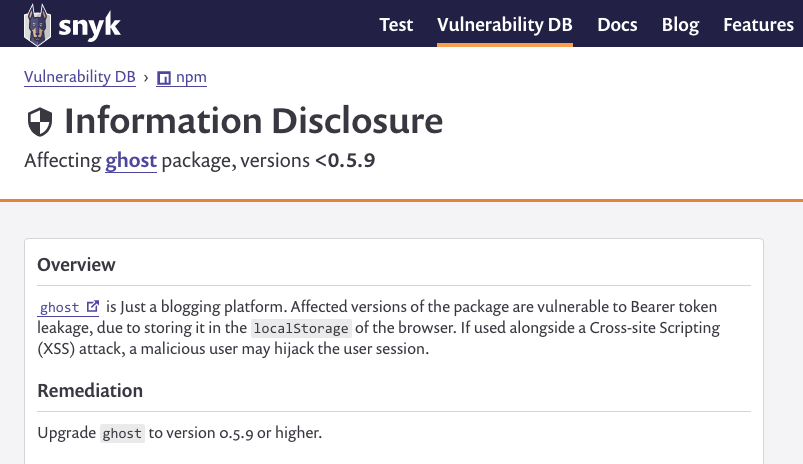 snyk
Test Vulnerability DB Docs Blog Features
Vulnerability DB › npm
Information Disclosure
Affecting ghost package, versions <0.5.9
Overview
ghost is Just a blogging platform. Affected versions of the package are vulnerable to Bearer token
leakage, due to storing it in the localStorage of the browser. If used alongside a Cross-site Scripting
(XSS) attack, a malicious user may hijack the user session.
Remediation
Upgrade ghost to version 0.5.9 or higher.